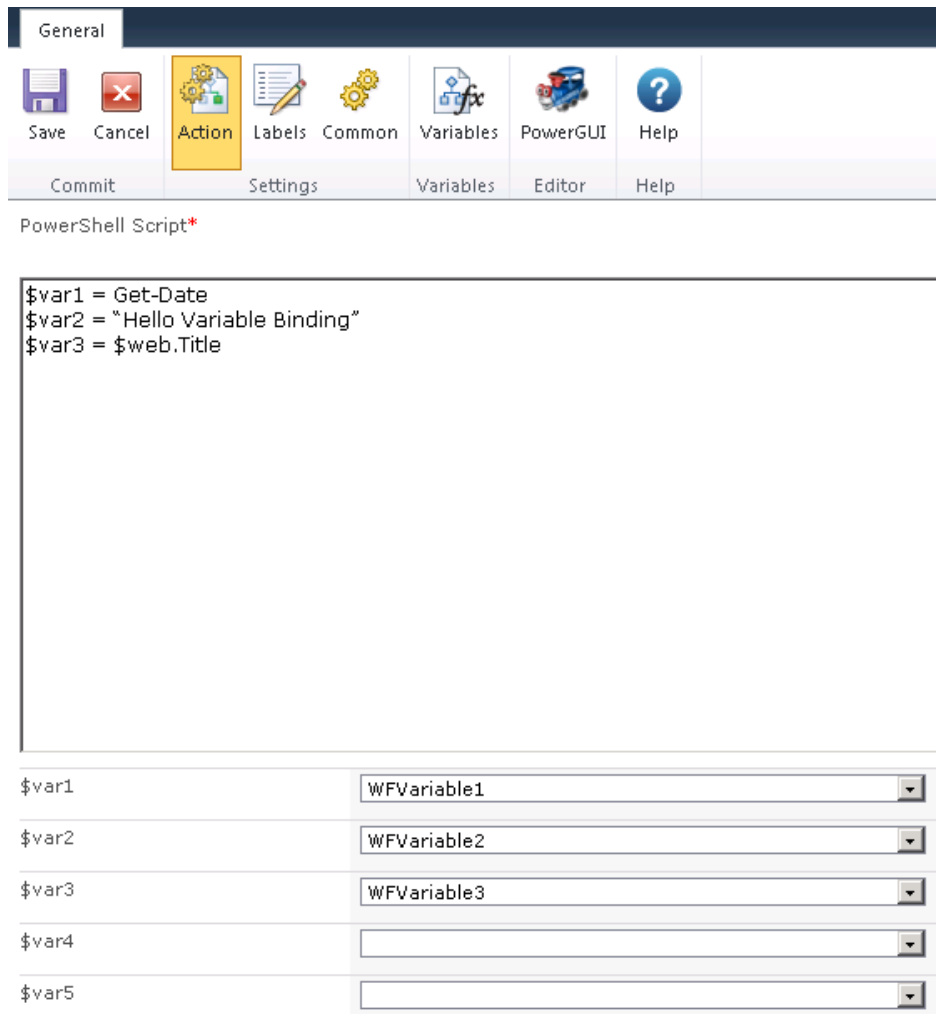 General
Save Cancel Action Labels Common Variables PowerGUI Help
Commit Settings Variables Editor Help
PowerShell Script*
$var1 = Get-Date
$var2 = “Hello Variable Binding”
$var3 = $web.Title
$var1 WFVariable1
$var2 WFVariable2
$var3 WFVariable3
$var4
$var5